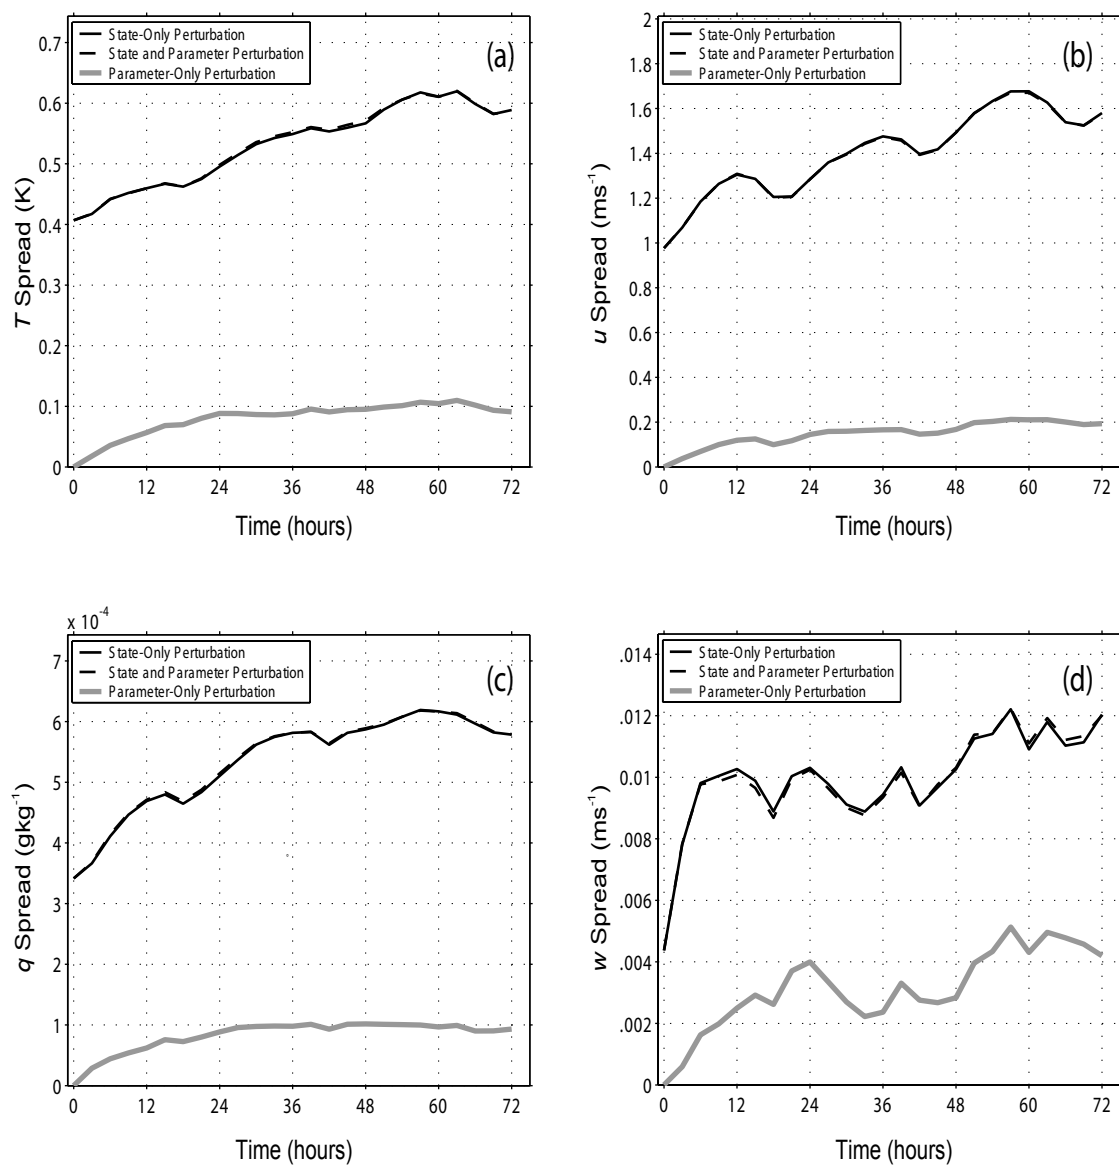 State-Only Perturbation
State and Parameter Perturbation
Parameter-Only Perturbation
(a)
0.7
0.6
0.5
0.4
0.3
0.2
0.1
0
T Spread (K)
0 12 24 36 48 60 72
Time (hours)
State-Only Perturbation
State and Parameter Perturbation
Parameter-Only Perturbation
(b)
2
1.8
1.6
1.4
1.2
1
0.8
0.6
0.4
0.2
0
u Spread (ms⁻¹)
0 12 24 36 48 60 72
Time (hours)
x 10⁻⁴
State-Only Perturbation
State and Parameter Perturbation
Parameter-Only Perturbation
(c)
7
6
5
4
3
2
1
0
q Spread (gkg⁻¹)
0 12 24 36 48 60 72
Time (hours)
State-Only Perturbation
State and Parameter Perturbation
Parameter-Only Perturbation
(d)
.014
0.012
0.010
.008
.006
.004
.002
0
w Spread (ms⁻¹)
0 12 24 36 48 60 72
Time (hours)